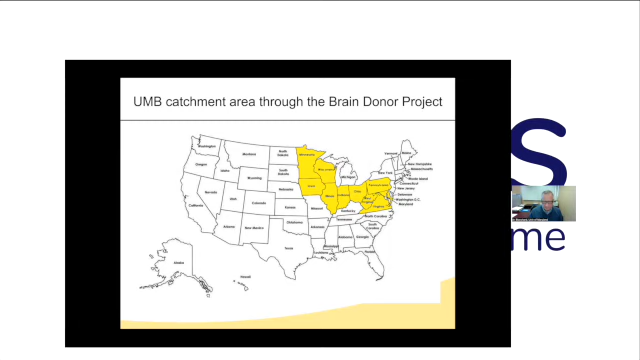 UMB catchment area through the Brain Donor Project
Washington
Oregon
California
Nevada
Idaho
Montana
Wyoming
Utah
Arizona
Colorado
New Mexico
North Dakota
South Dakota
Nebraska
Kansas
Oklahoma
Texas
Minnesota
Iowa
Missouri
Arkansas
Louisiana
Wisconsin
Illinois
Michigan
Indiana
Ohio
Kentucky
Tennessee
Mississippi
Alabama
Georgia
Florida
South Carolina
North Carolina
Virginia
West Virginia
Pennsylvania
New York
Vermont
Maine
New Hampshire
Massachusetts
Rhode Island
Connecticut
New Jersey
Delaware
Washington D.C.
Maryland
Alaska
Hawaii
s
me